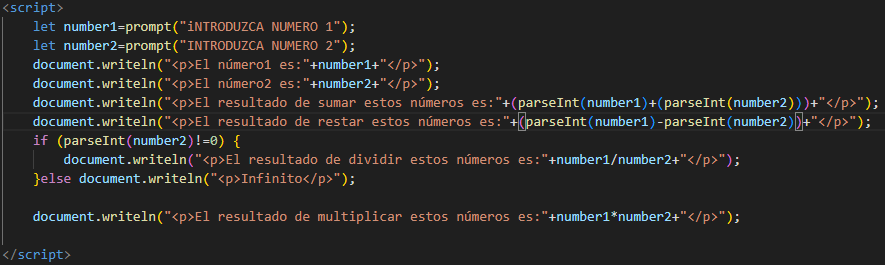 <script>
let number1=prompt("iNTRODUZCA NUMERO 1");
let number2=prompt("INTRODUZCA NUMERO 2");
document.writeln("<p>El número1 es:"+number1+"</p>");
document.writeln("<p>El número2 es:"+number2+"</p>");
document.writeln("<p>El resultado de sumar estos números es:"+(parseInt(number1)+(parseInt(number2)))+"</p>");
document.writeln("<p>El resultado de restar estos números es:"+(parseInt(number1)-parseInt(number2))+"</p>");
if (parseInt(number2)!=0) {
document.writeln("<p>El resultado de dividir estos números es:"+number1/number2+"</p>");
}else document.writeln("<p>Infinito</p>");
document.writeln("<p>El resultado de multiplicar estos números es:"+number1*number2+"</p>");
</script>